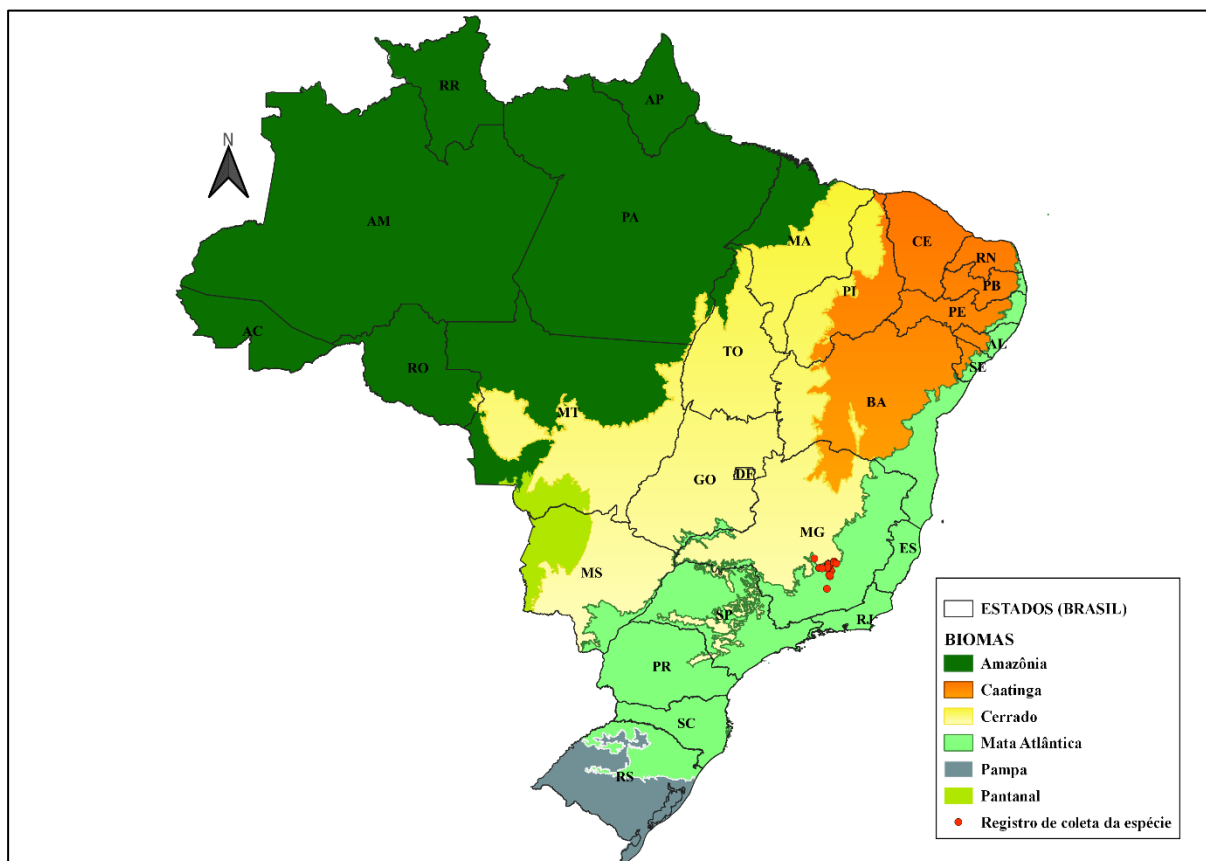 N
RR
AP
AM
PA
MA
CE
RN
PB
PI
PE
AC
AL
TO
SE
RO
BA
MT
GO
DF
MG
ES
MS
SP
RJ
PR
SC
RS
ESTADOS (BRASIL)
BIOMAS
Amazônia
Caatinga
Cerrado
Mata Atlântica
Pampa
Pantanal
Registro de coleta da espécie